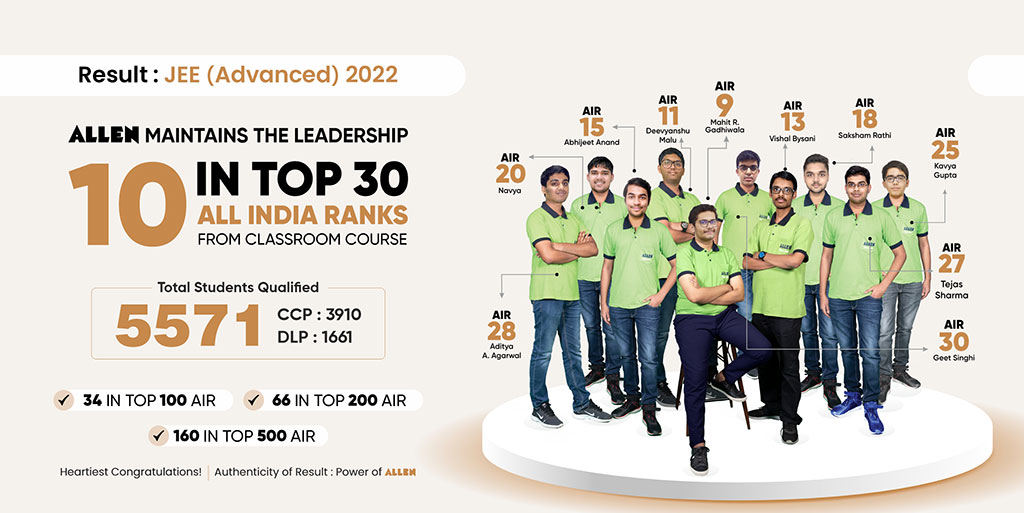 Result : JEE (Advanced) 2022
ALLEN MAINTAINS THE LEADERSHIP
10 IN TOP 30
ALL INDIA RANKS
FROM CLASSROOM COURSE
Total Students Qualified
5571
CCP : 3910
DLP : 1661
34 IN TOP 100 AIR
66 IN TOP 200 AIR
160 IN TOP 500 AIR
Heartiest Congratulations! | Authenticity of Result : Power of ALLEN
AIR
20
Navya
AIR
15
Abhijeet Anand
AIR
11
Deevyanshu
Malu
AIR
9
Mahit R.
Gadhiwala
AIR
13
Vishal Bysani
AIR
18
Saksham Rathi
AIR
25
Kavya
Gupta
AIR
27
Tejas
Sharma
AIR
28
Aditya
A. Agarwal
AIR
30
Geet Singhi
ALLEN
ALLEN
ALLEN
ALLEN